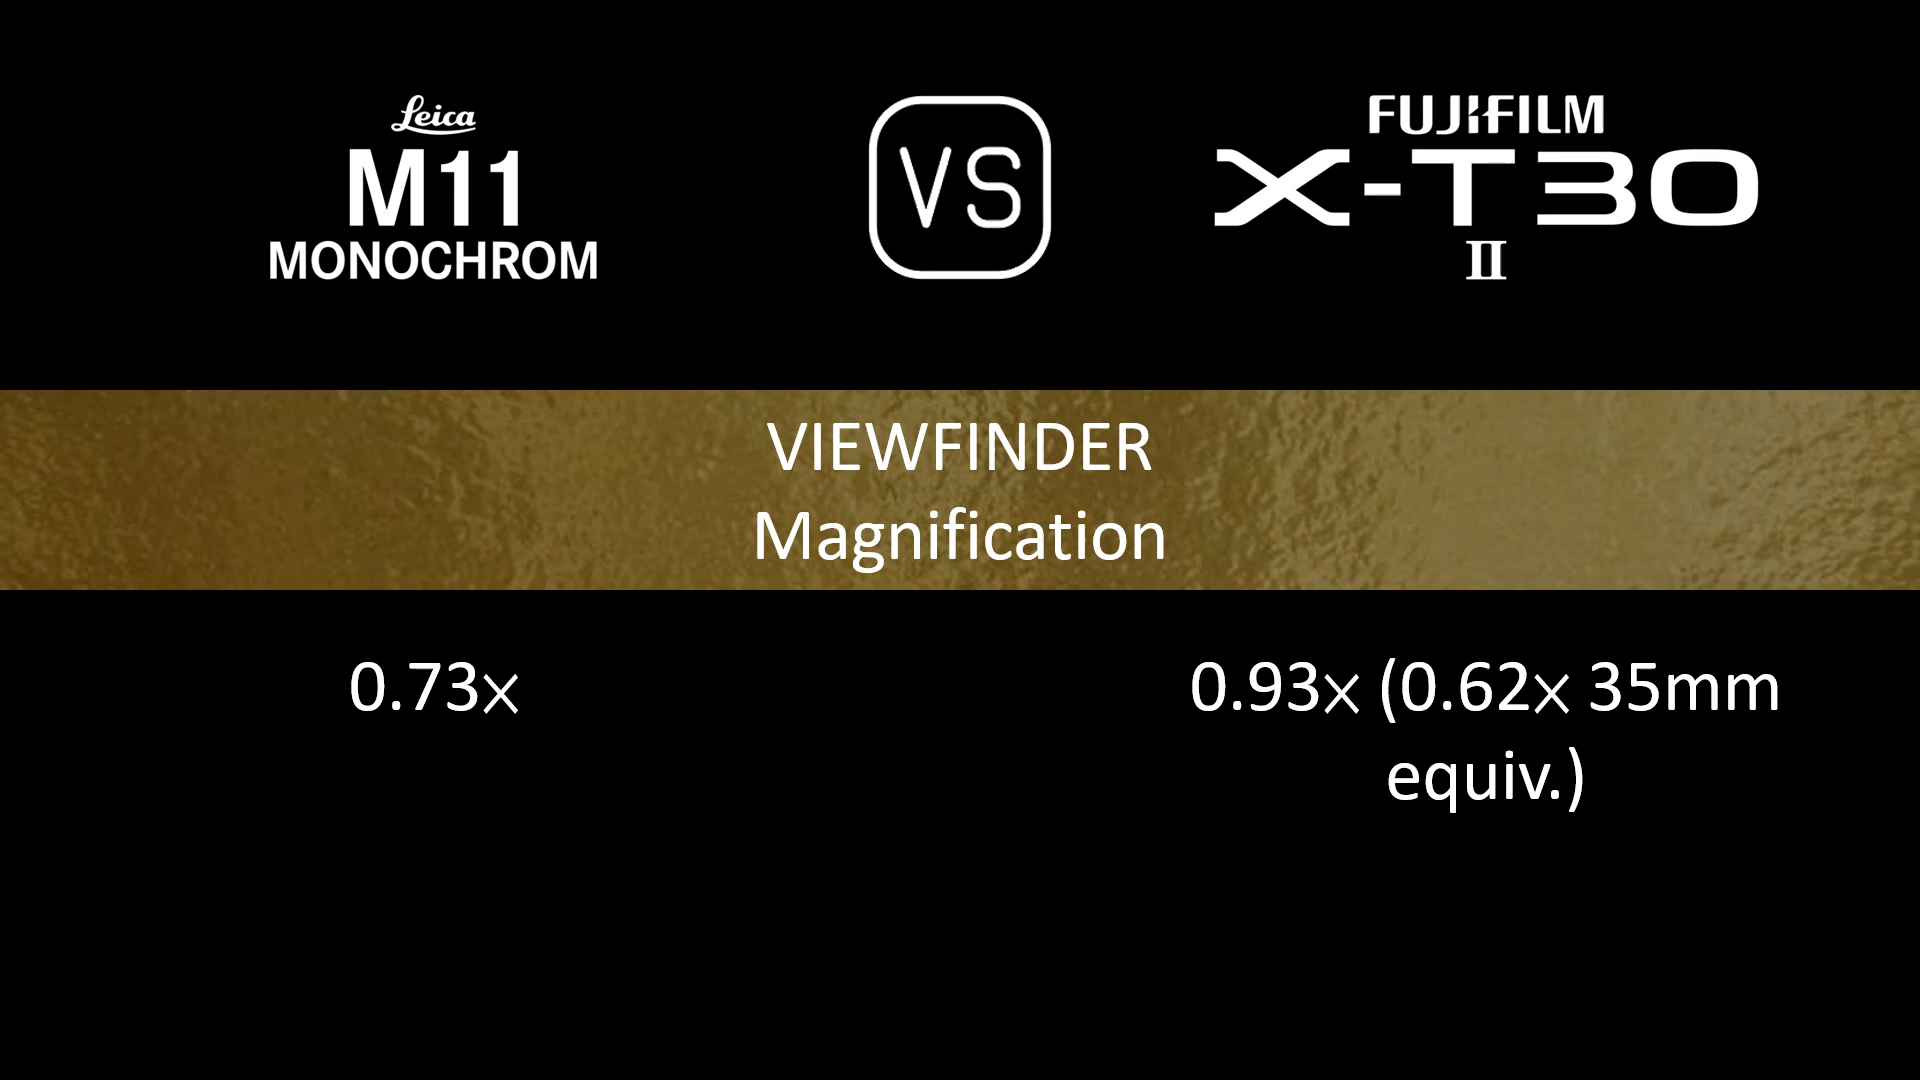 Leica
M11
MONOCHROM
VS
FUJIFILM
X-T30
II
VIEWFINDER
Magnification
0.73x
0.93x (0.62x 35mm
equiv.)